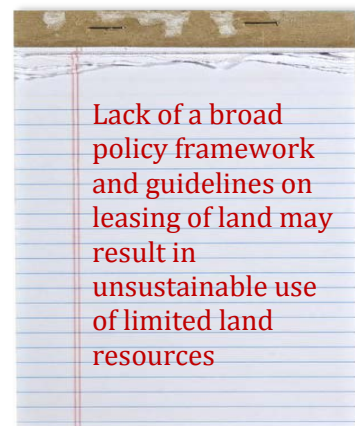 Lack of a broad
policy framework
and guidelines on
leasing of land may
result in
unsustainable use
of limited land
resources